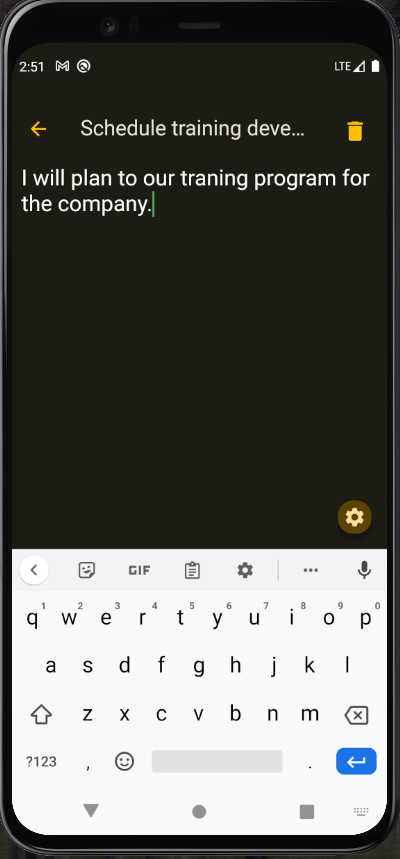 2:51 LTE
Schedule training deve...
I will plan to our traning program for
the company.
GIF ...
q1 w2 e3 r4 t5 y6 u7 i8 o9 p0
a s d f g h j k l
z x c v b n m
?123 , .